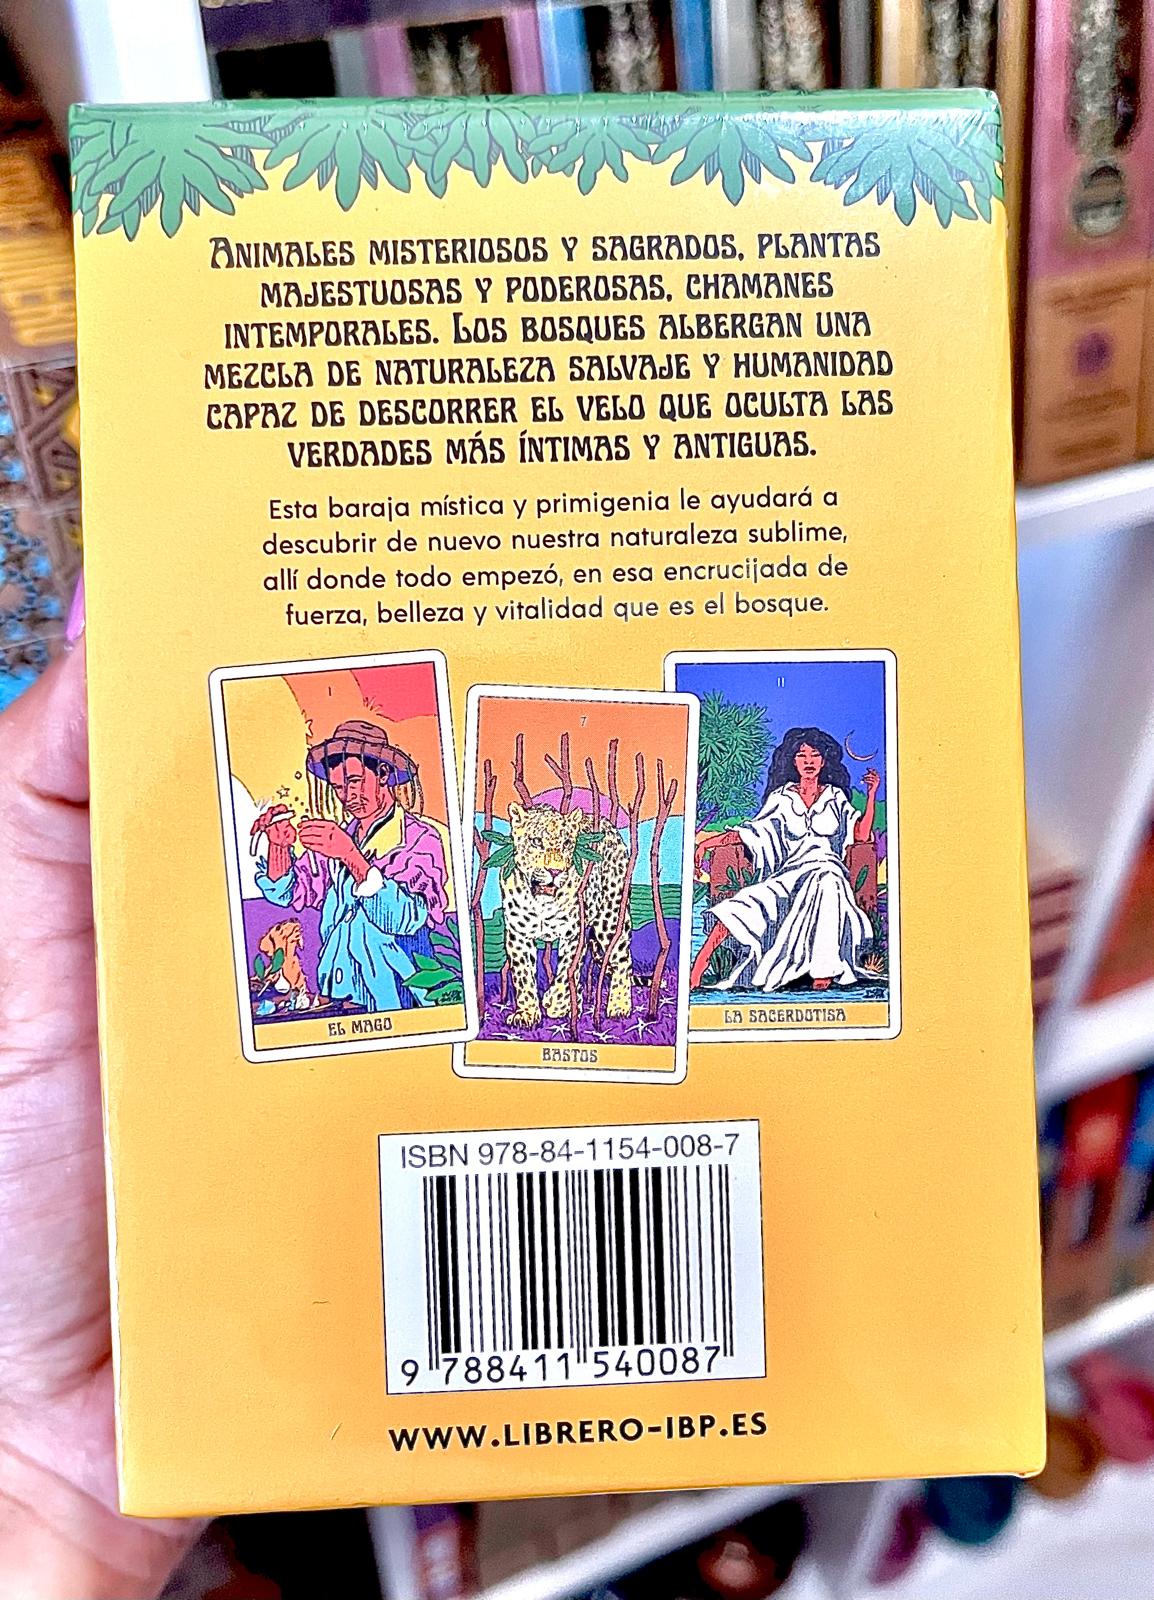 ANIMALES MISTERIOSOS Y SAGRADOS, PLANTAS
MAJESTUOSAS Y PODEROSAS, CHAMANES
INTEMPORALES. LOS BOSQUES ALBERGAN UNA
MEZCLA DE NATURALEZA SALVAJE Y HUMANIDAD
CAPAZ DE DESCORRER EL VELO QUE OCULTA LAS
VERDADES MÁS ÍNTIMAS Y ANTIGUAS.
Esta baraja mística y primigenia le ayudará a
descubrir de nuevo nuestra naturaleza sublime,
allí donde todo empezó, en esa encrucijada de
fuerza, belleza y vitalidad que es el bosque.
I
EL MAGO
7
BASTOS
II
LA SACERDOTISA
ISBN 978-84-1154-008-7
9 788411 540087
WWW.LIBRERO-IBP.ES